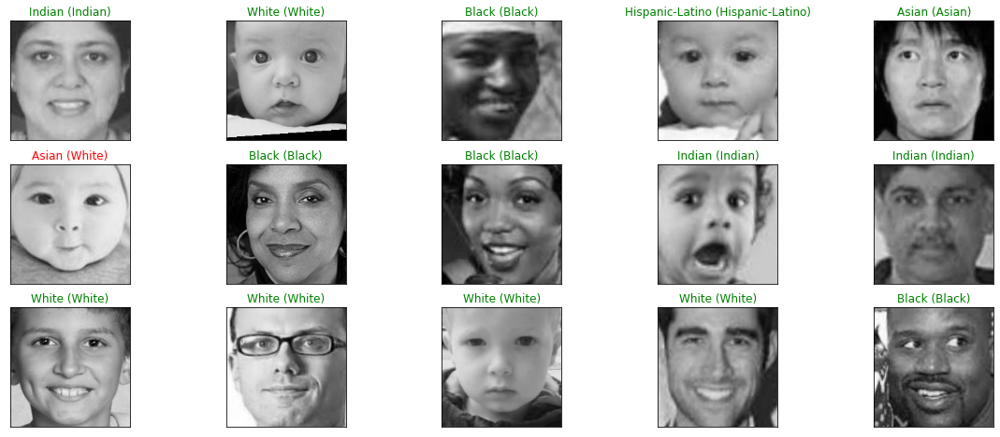 Indian (Indian)
White (White)
Black (Black)
Hispanic-Latino (Hispanic-Latino)
Asian (Asian)
Asian (White)
Black (Black)
Black (Black)
Indian (Indian)
Indian (Indian)
White (White)
White (White)
White (White)
White (White)
Black (Black)